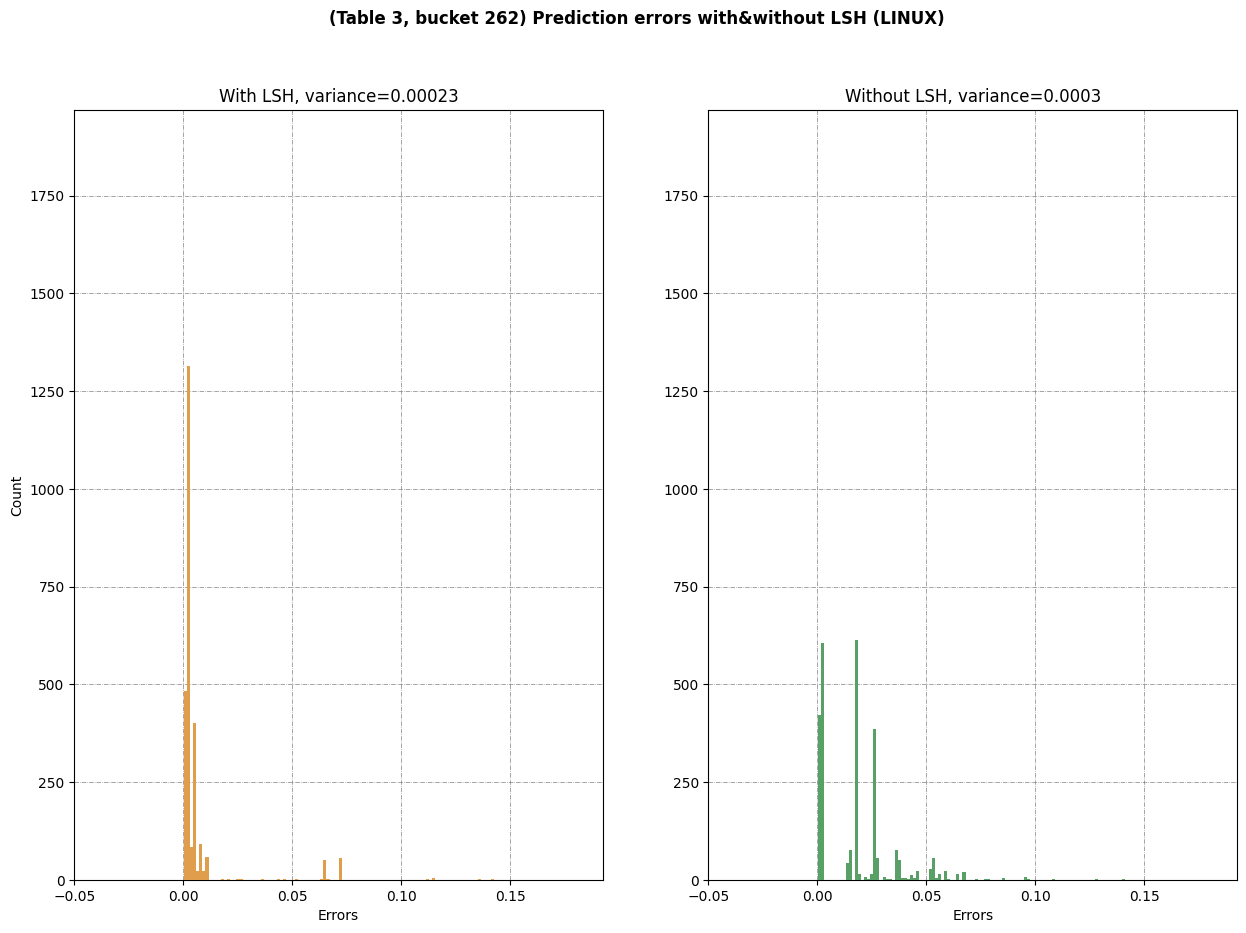 (Table 3, bucket 262) Prediction errors with&without LSH (LINUX)
With LSH, variance=0.00023
1750
1500
1250
1000
750
500
250
0
−0.05 0.00 0.05 0.10 0.15
Errors
Count
Without LSH, variance=0.0003
1750
1500
1250
1000
750
500
250
0
−0.05 0.00 0.05 0.10 0.15
Errors